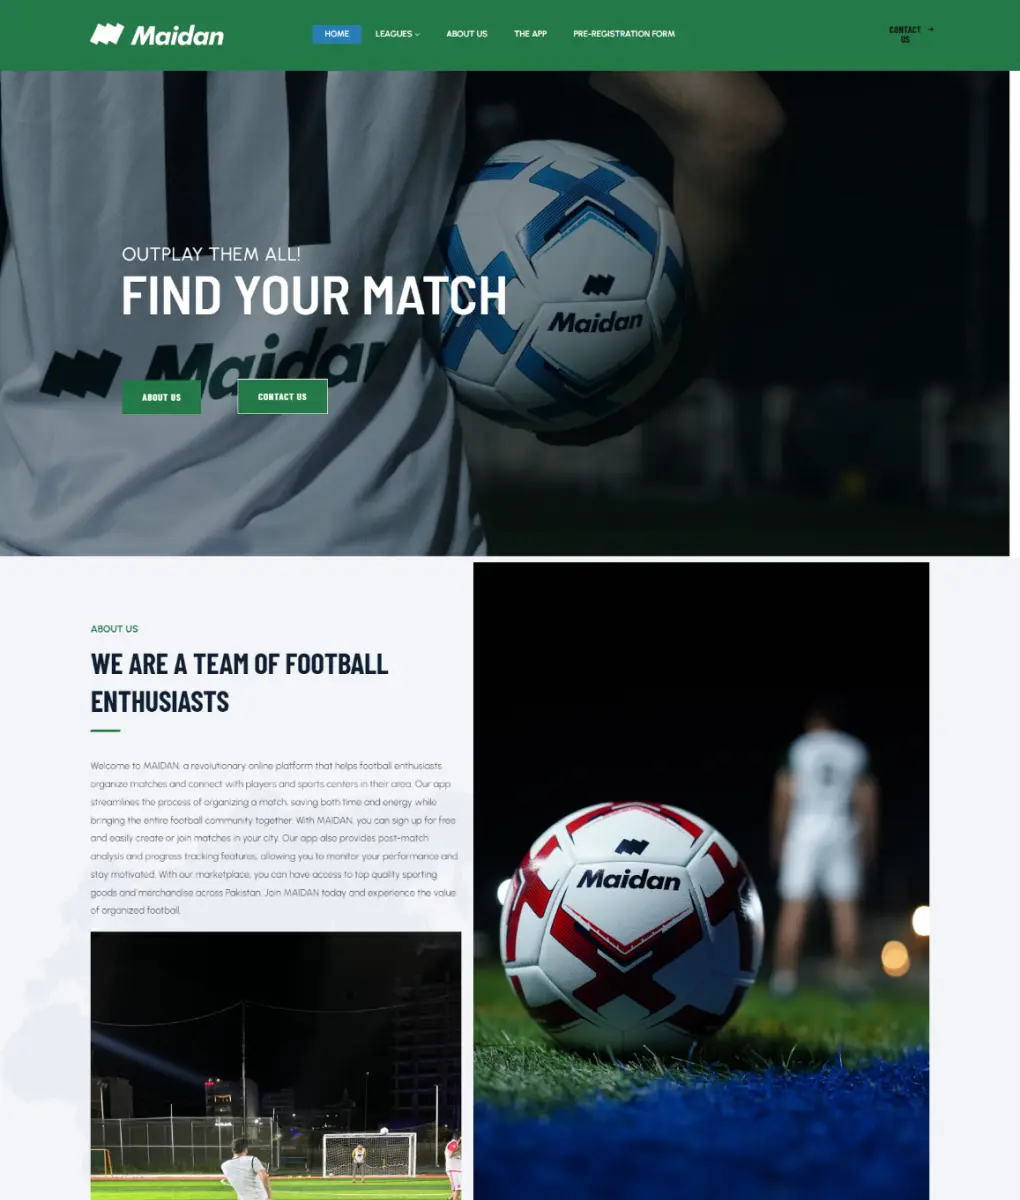 Maidan
HOME
LEAGUES
ABOUT US
THE APP
PRE-REGISTRATION FORM
CONTACT
US
OUTPLAY THEM ALL!
FIND YOUR MATCH
Maidan
Maidan
ABOUT US
CONTACT US
ABOUT US
WE ARE A TEAM OF FOOTBALL
ENTHUSIASTS
Welcome to MAIDAN, a revolutionary online platform that helps football enthusiasts
organize matches and connect with players and sports centers in their area. Our app
streamlines the process of organizing a match, saving both time and energy while
bringing the entire football community together. With MAIDAN, you can sign up for free
and easily create or join matches in your city. Our app also provides post-match
analysis and progress tracking features, allowing you to monitor your performance and
stay motivated. With our marketplace, you can have access to top quality sporting
goods and merchandise across Pakistan. Join MAIDAN today and experience the value
of organized football.
Maidan